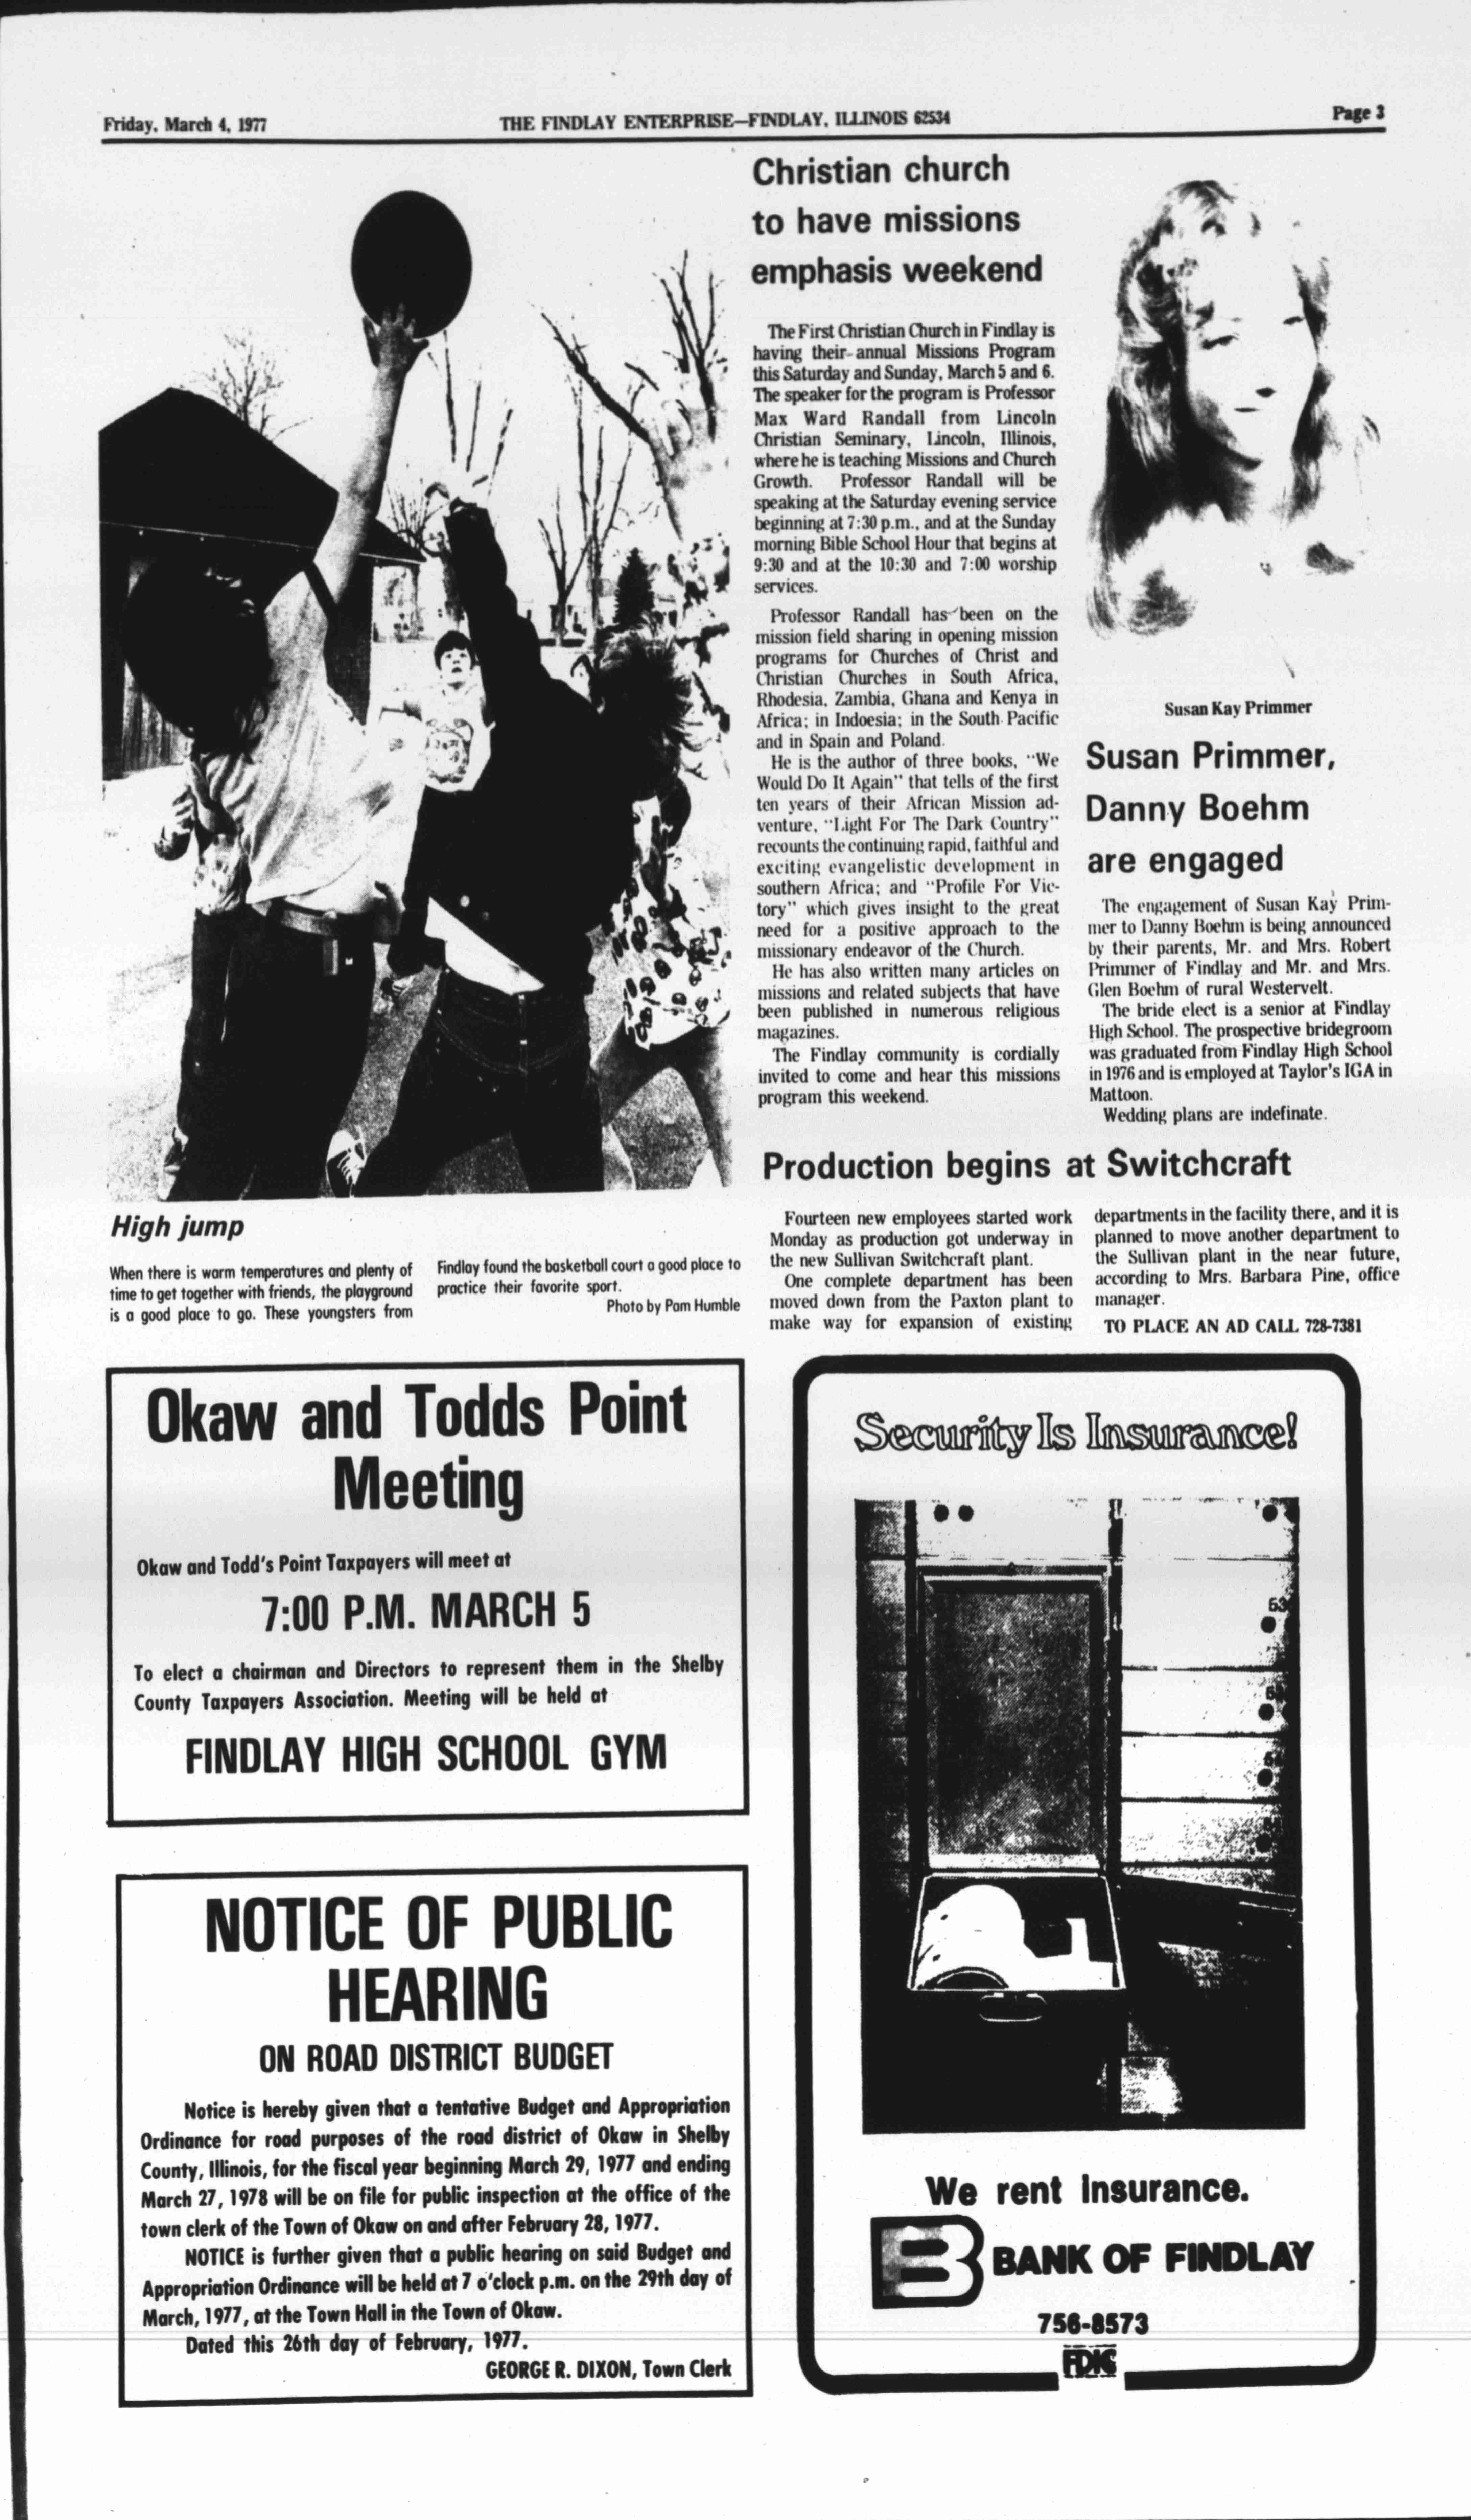 Friday, March 4, 1977
THE FINDLAY ENTERPRISE—FINDLAY, ILLINOIS 62534
Page 3
High jump
When there is warm temperatures and plenty of
time to get together with friends, the playground
is a good place to go. These youngsters from
Findlay found the basketball court a good place to
practice their favorite sport.
Photo by Pam Humble
Christian church
to have missions
emphasis weekend
The First Christian Church in Findlay is
having their annual Missions Program
this Saturday and Sunday, March 5 and 6.
The speaker for the program is Professor
Max Ward Randall from Lincoln
Christian Seminary, Lincoln, Illinois,
where he is teaching Missions and Church
Growth. Professor Randall will be
speaking at the Saturday evening service
beginning at 7:30 p.m., and at the Sunday
morning Bible School Hour that begins at
9:30 and at the 10:30 and 7:00 worship
services.
Professor Randall has been on the
mission field sharing in opening mission
programs for Churches of Christ and
Christian Churches in South Africa,
Rhodesia, Zambia, Ghana and Kenya in
Africa; in Indoesia; in the South Pacific
and in Spain and Poland.
He is the author of three books, "We
Would Do It Again" that tells of the first
ten years of their African Mission ad-
venture, "Light For The Dark Country"
recounts the continuing rapid, faithful and
exciting evangelistic development in
southern Africa; and "Profile For Vic-
tory" which gives insight to the great
need for a positive approach to the
missionary endeavor of the Church.
He has also written many articles on
missions and related subjects that have
been published in numerous religious
magazines.
The Findlay community is cordially
invited to come and hear this missions
program this weekend.
Susan Kay Primmer
Susan Primmer,
Danny Boehm
are engaged
The engagement of Susan Kay Prim-
mer to Danny Boehm is being announced
by their parents, Mr. and Mrs. Robert
Primmer of Findlay and Mr. and Mrs.
Glen Boehm of rural Westervelt.
The bride elect is a senior at Findlay
High School. The prospective bridegroom
was graduated from Findlay High School
in 1976 and is employed at Taylor's IGA in
Mattoon.
Wedding plans are indefinate.
Production begins at Switchcraft
Fourteen new employees started work
Monday as production got underway in
the new Sullivan Switchcraft plant.
One complete department has been
moved down from the Paxton plant to
make way for expansion of existing
departments in the facility there, and it is
planned to move another department to
the Sullivan plant in the near future,
according to Mrs. Barbara Pine, office
manager.
TO PLACE AN AD CALL 728-7381
Okaw and Todds Point
Meeting
Okaw and Todd's Point Taxpayers will meet at
7:00 P.M. MARCH 5
To elect a chairman and Directors to represent them in the Shelby
County Taxpayers Association. Meeting will be held at
FINDLAY HIGH SCHOOL GYM
NOTICE OF PUBLIC
HEARING
ON ROAD DISTRICT BUDGET
Notice is hereby given that a tentative Budget and Appropriation
Ordinance for road purposes of the road district of Okaw in Shelby
County, Illinois, for the fiscal year beginning March 29, 1977 and ending
March 27, 1978 will be on file for public inspection at the office of the
town clerk of the Town of Okaw on and after February 28, 1977.
NOTICE is further given that a public hearing on said Budget and
Appropriation Ordinance will be held at 7 o'clock p.m. on the 29th day of
March, 1977, at the Town Hall in the Town of Okaw.
Dated this 26th day of February, 1977.
GEORGE R. DIXON, Town Clerk
Security Is Insurance!
We rent insurance.
B BANK OF FINDLAY
756-8573
FDIC